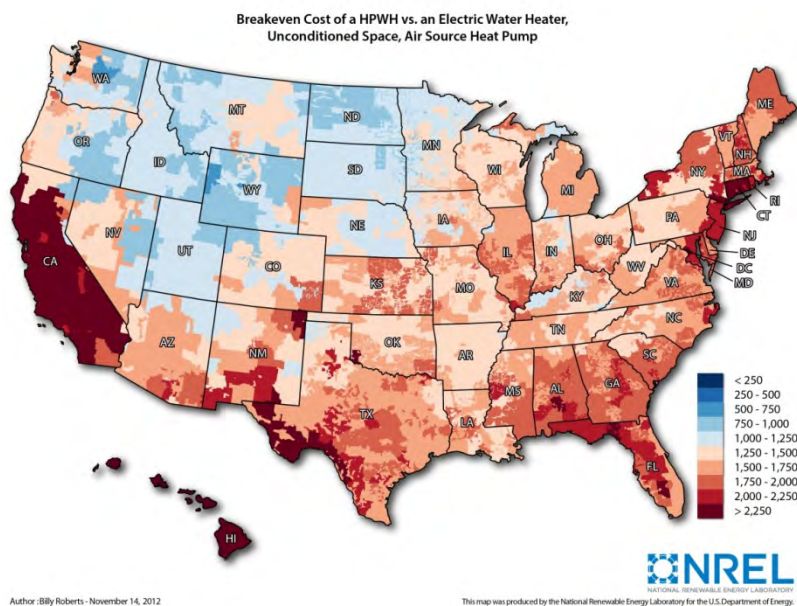 Breakeven Cost of a HPWH vs. an Electric Water Heater,
Unconditioned Space, Air Source Heat Pump
WA
MT
ND
MN
ME
VT
NH
OR
ID
SD
WI
NY
MA
WY
MI
RI
CT
IA
PA
NJ
NE
NV
OH
IL
IN
DE
UT
DC
CA
CO
WV
MD
VA
KS
MO
KY
NC
TN
AZ
OK
NM
AR
SC
MS
AL
GA
TX
LA
FL
HI
< 250
250 - 500
500 - 750
750 - 1,000
1,000 - 1,250
1,250 - 1,500
1,500 - 1,750
1,750 - 2,000
2,000 - 2,250
> 2,250
NREL
NATIONAL RENEWABLE ENERGY LABORATORY
Author : Billy Roberts - November 14, 2012
This map was produced by the National Renewable Energy Laboratory for the U.S. Department of Energy.